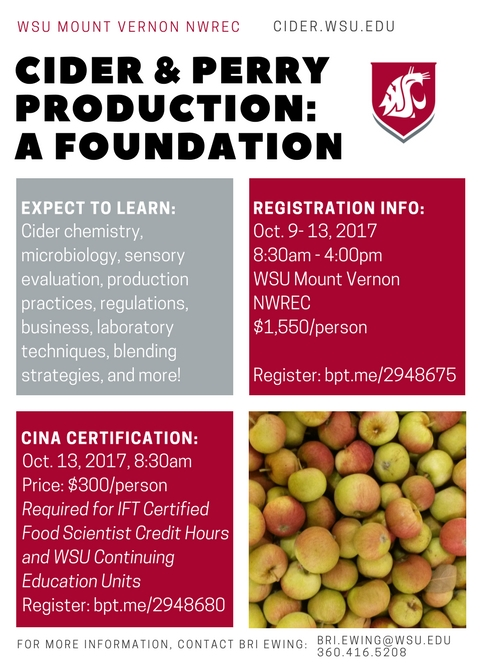 WSU MOUNT VERNON NWREC CIDER.WSU.EDU
CIDER & PERRY
PRODUCTION:
A FOUNDATION
EXPECT TO LEARN:
Cider chemistry,
microbiology, sensory
evaluation, production
practices, regulations,
business, laboratory
techniques, blending
strategies, and more!
REGISTRATION INFO:
Oct. 9- 13, 2017
8:30am - 4:00pm
WSU Mount Vernon
NWREC
$1,550/person
Register: bpt.me/2948675
CINA CERTIFICATION:
Oct. 13, 2017, 8:30am
Price: $300/person
Required for IFT Certified
Food Scientist Credit Hours
and WSU Continuing
Education Units
Register: bpt.me/2948680
FOR MORE INFORMATION, CONTACT BRI EWING: BRI.EWING@WSU.EDU
360.416.5208